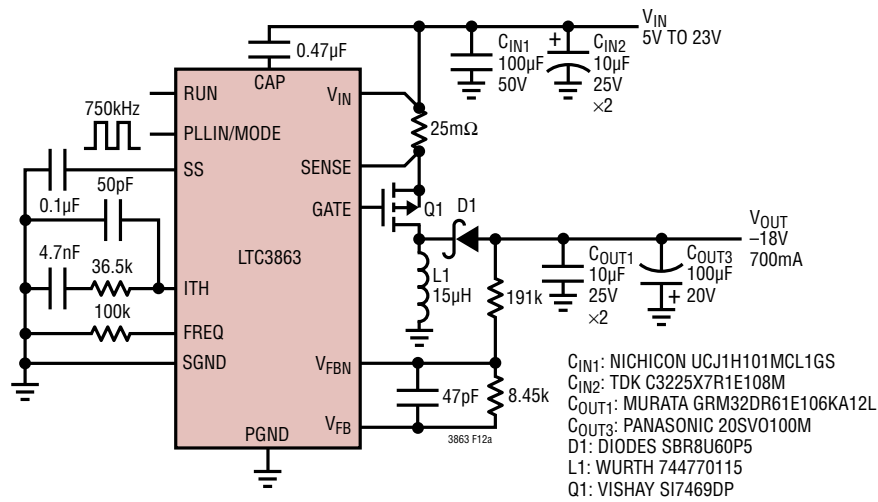 V_IN
5V TO 23V
0.47µF
C_IN1
100µF
50V
+
C_IN2
10µF
25V
×2
CAP
RUN
V_IN
750kHz
PLLIN/MODE
25mΩ
SS
SENSE
50pF
0.1µF
GATE
Q1
D1
V_OUT
–18V
700mA
LTC3863
4.7nF
36.5k
ITH
L1
15µH
191k
C_OUT1
10µF
25V
×2
C_OUT3
100µF
+ 20V
100k
FREQ
SGND
V_FBN
47pF
8.45k
V_FB
PGND
3863 F12a
C_IN1: NICHICON UCJ1H101MCL1GS
C_IN2: TDK C3225X7R1E108M
C_OUT1: MURATA GRM32DR61E106KA12L
C_OUT3: PANASONIC 20SVO100M
D1: DIODES SBR8U60P5
L1: WURTH 744770115
Q1: VISHAY SI7469DP